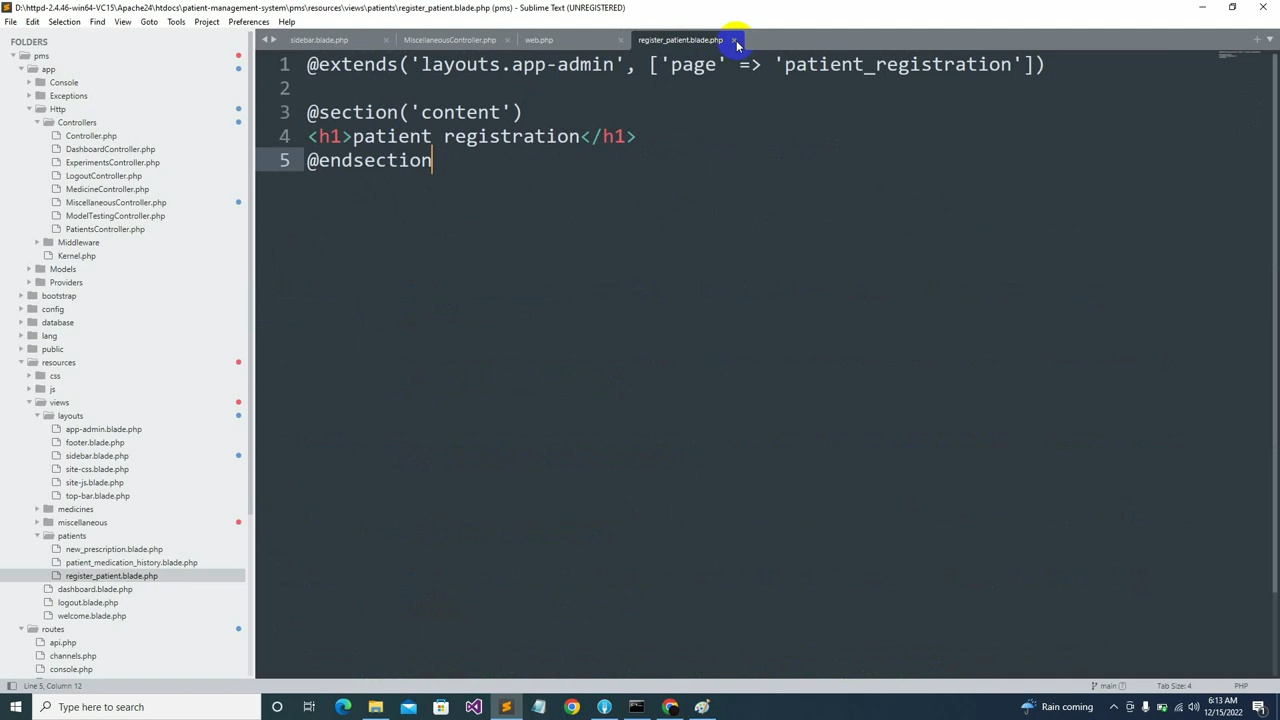 D:\httpd-2.4.46-win64-VC15\Apache24\htdocs\patient-management-system\pms\resources\views\patients\register_patient.blade.php (pms) - Sublime Text (UNREGISTERED)
File Edit Selection Find View Goto Tools Project Preferences Help
FOLDERS
pms
app
Console
Exceptions
Http
Controllers
Controller.php
DashboardController.php
ExperimentsController.php
LogoutController.php
MedicineController.php
MiscellaneousController.php
ModelTestingController.php
PatientsController.php
Middleware
Kernel.php
Models
Providers
bootstrap
config
database
lang
public
resources
css
js
views
layouts
app-admin.blade.php
footer.blade.php
sidebar.blade.php
site-css.blade.php
site-js.blade.php
top-bar.blade.php
medicines
miscellaneous
patients
new_prescription.blade.php
patient_medication_history.blade.php
register_patient.blade.php
dashboard.blade.php
logout.blade.php
welcome.blade.php
routes
api.php
channels.php
console.php
sidebar.blade.php MiscellaneousController.php web.php register_patient.blade.php
1 @extends('layouts.app-admin', ['page' => 'patient_registration'])
2
3 @section('content')
4 <h1>patient registration</h1>
5 @endsection
Line 5, Column 12 main 7 Tab Size: 4 PHP
Type here to search Rain coming 6:13 AM
12/15/2022